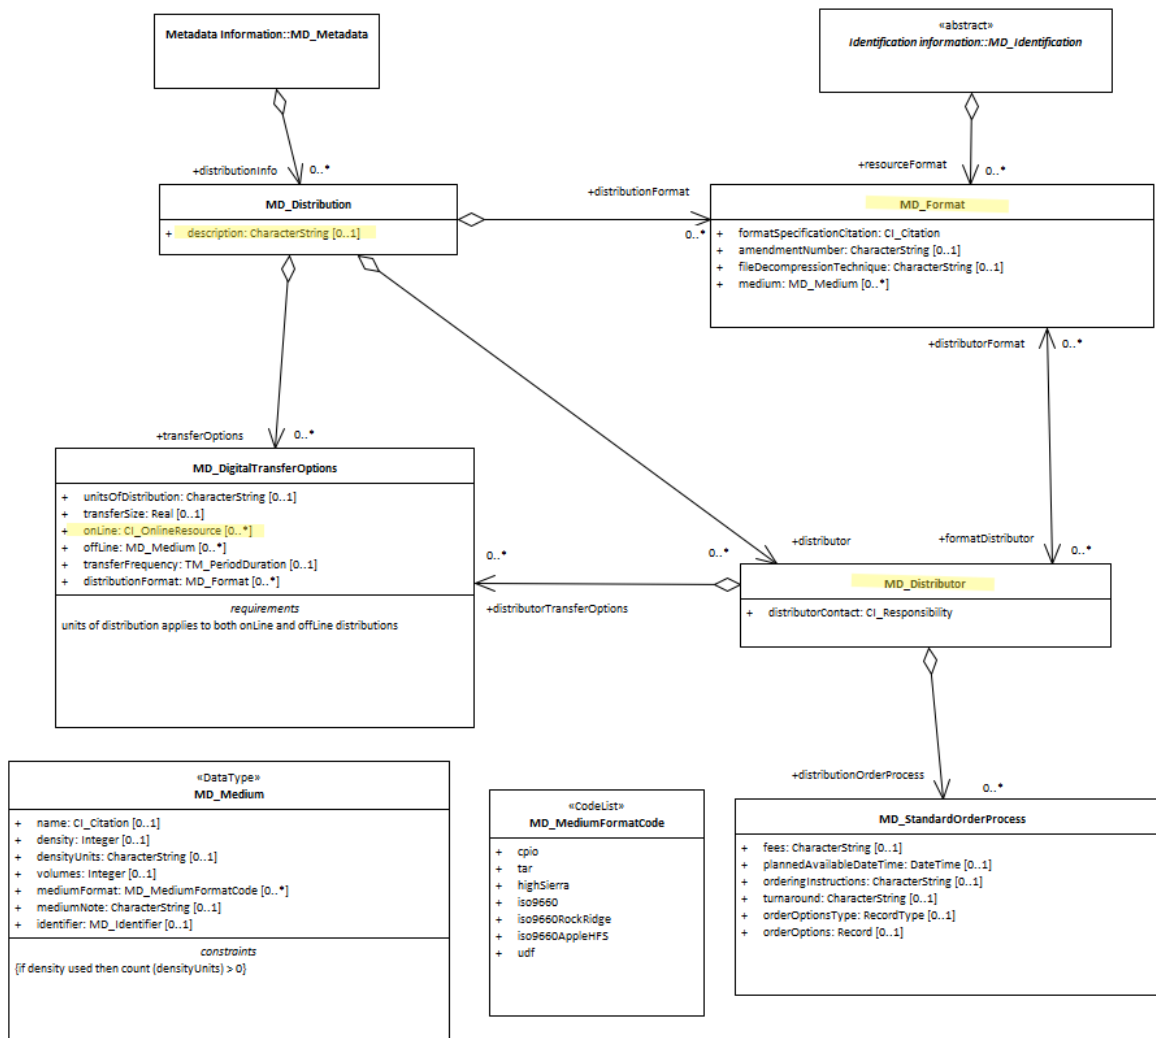 Metadata Information::MD_Metadata
«abstract»
Identification information::MD_Identification
+distributionInfo
0..*
+resourceFormat
0..*
MD_Distribution
+ description: CharacterString [0..1]
+distributionFormat
0..*
MD_Format
+ formatSpecificationCitation: CI_Citation
+ amendmentNumber: CharacterString [0..1]
+ fileDecompressionTechnique: CharacterString [0..1]
+ medium: MD_Medium [0..*]
+distributorFormat
0..*
+transferOptions
0..*
MD_DigitalTransferOptions
+ unitsOfDistribution: CharacterString [0..1]
+ transferSize: Real [0..1]
+ onLine: CI_OnlineResource [0..*]
+ offLine: MD_Medium [0..*]
+ transferFrequency: TM_PeriodDuration [0..1]
+ distributionFormat: MD_Format [0..*]
requirements
units of distribution applies to both onLine and offLine distributions
0..*
+distributorTransferOptions
0..*
+distributor
+formatDistributor
0..*
MD_Distributor
+ distributorContact: CI_Responsibility
+distributionOrderProcess
0..*
«DataType»
MD_Medium
+ name: CI_Citation [0..1]
+ density: Integer [0..1]
+ densityUnits: CharacterString [0..1]
+ volumes: Integer [0..1]
+ mediumFormat: MD_MediumFormatCode [0..*]
+ mediumNote: CharacterString [0..1]
+ identifier: MD_Identifier [0..1]
constraints
{if density used then count (densityUnits) > 0}
«CodeList»
MD_MediumFormatCode
+ cpio
+ tar
+ highSierra
+ iso9660
+ iso9660RockRidge
+ iso9660AppleHFS
+ udf
MD_StandardOrderProcess
+ fees: CharacterString [0..1]
+ plannedAvailableDateTime: DateTime [0..1]
+ orderingInstructions: CharacterString [0..1]
+ turnaround: CharacterString [0..1]
+ orderOptionsType: RecordType [0..1]
+ orderOptions: Record [0..1]